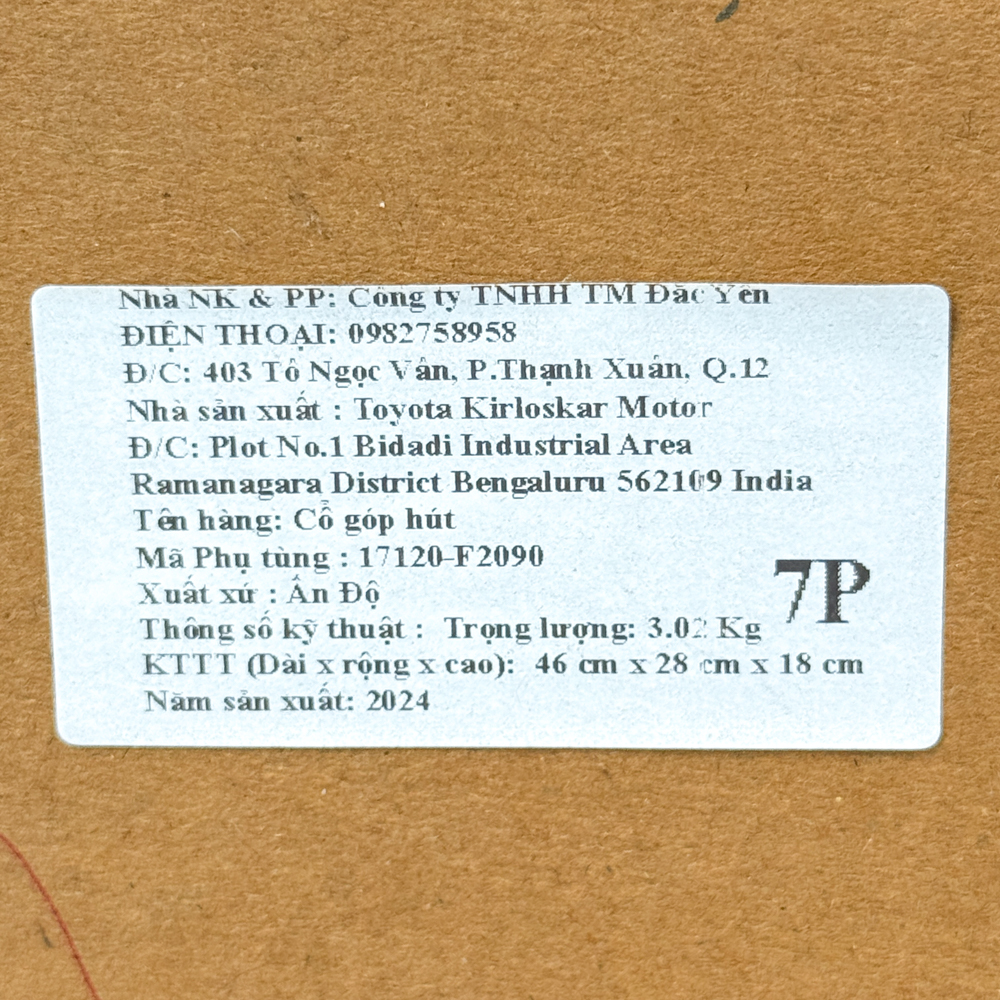 Nhà NK & PP: Công ty TNHH TM Đắc Yên
ĐIỆN THOẠI: 0982758958
Đ/C: 403 Tô Ngọc Vân, P.Thạnh Xuân, Q.12
Nhà sản xuất : Toyota Kirloskar Motor
Đ/C: Plot No.1 Bidadi Industrial Area
Ramanagara District Bengaluru 562109 India
Tên hàng: Cổ góp hút
Mã Phụ tùng : 17120-F2090
Xuất xứ : Ấn Độ
7P
Thông số kỹ thuật : Trọng lượng: 3.02 Kg
KTTT (Dài x rộng x cao): 46 cm x 28 cm x 18 cm
Năm sản xuất: 2024